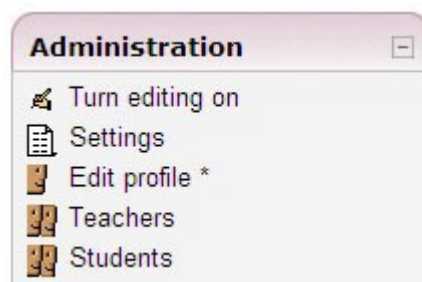 Administration
Turn editing on
Settings
Edit profile *
Teachers
Students